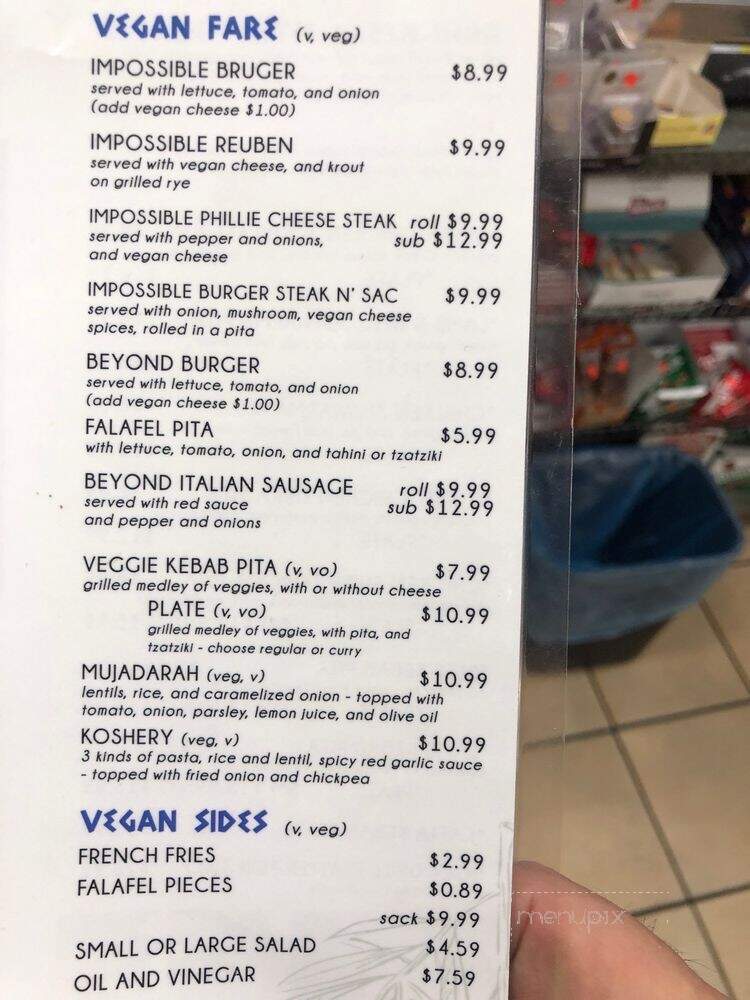 VEGAN FARE (v, veg)
IMPOSSIBLE BRUGER $8.99
served with lettuce, tomato, and onion
(add vegan cheese $1.00)
IMPOSSIBLE REUBEN $9.99
served with vegan cheese, and krout
on grilled rye
IMPOSSIBLE PHILLIE CHEESE STEAK roll $9.99
served with pepper and onions, sub $12.99
and vegan cheese
IMPOSSIBLE BURGER STEAK N' SAC $9.99
served with onion, mushroom, vegan cheese
spices, rolled in a pita
BEYOND BURGER $8.99
served with lettuce, tomato, and onion
(add vegan cheese $1.00)
FALAFEL PITA $5.99
with lettuce, tomato, onion, and tahini or tzatziki
BEYOND ITALIAN SAUSAGE roll $9.99
served with red sauce sub $12.99
and pepper and onions
VEGGIE KEBAB PITA (v, vo) $7.99
grilled medley of veggies, with or without cheese
PLATE (v, vo) $10.99
grilled medley of veggies, with pita, and
tzatziki - choose regular or curry
MUJADARAH (veg, v) $10.99
lentils, rice, and caramelized onion - topped with
tomato, onion, parsley, lemon juice, and olive oil
KOSHERY (veg, v) $10.99
3 kinds of pasta, rice and lentil, spicy red garlic sauce
- topped with fried onion and chickpea
VEGAN SIDES (v, veg)
FRENCH FRIES $2.99
FALAFEL PIECES $0.89
sack $9.99
SMALL OR LARGE SALAD $4.59
OIL AND VINEGAR $7.59
menupix